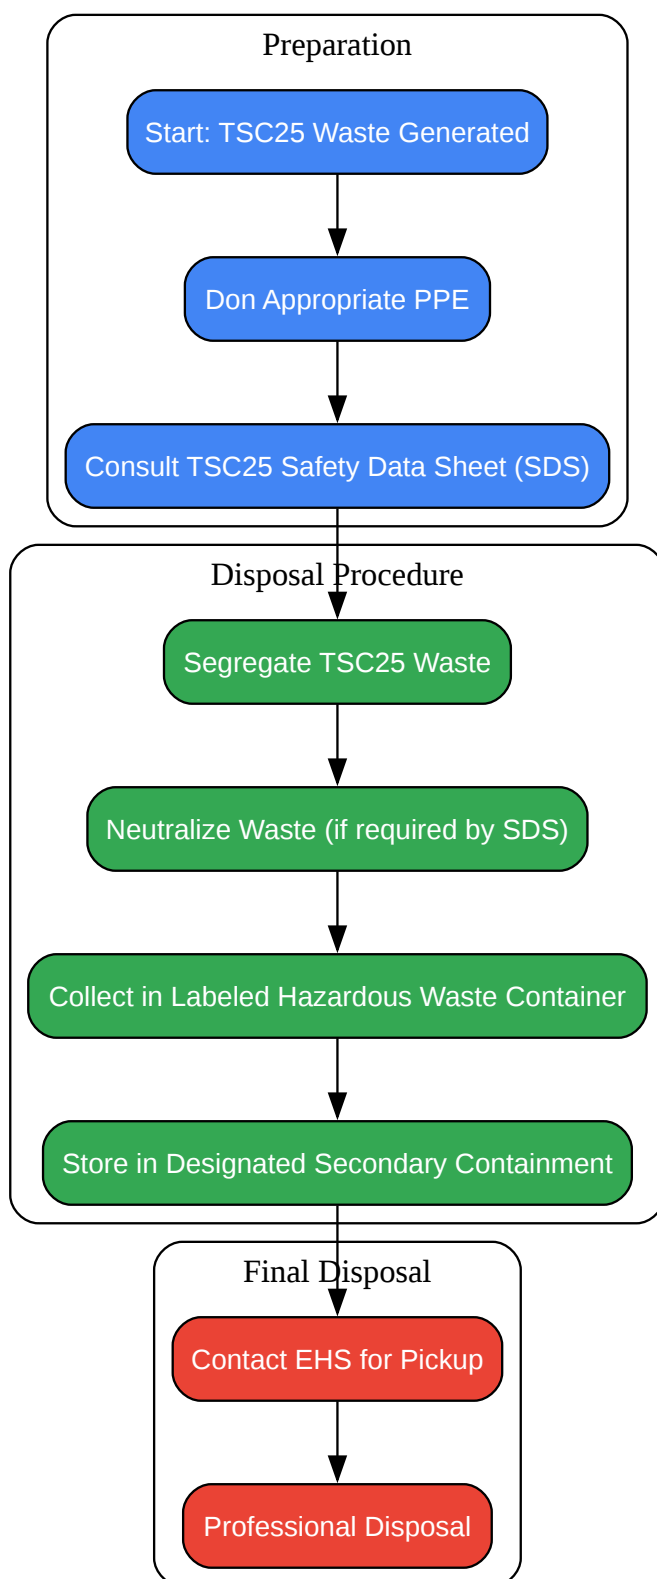 Preparation
Start: TSC25 Waste Generated
Don Appropriate PPE
Consult TSC25 Safety Data Sheet (SDS)
Disposal Procedure
Segregate TSC25 Waste
Neutralize Waste (if required by SDS)
Collect in Labeled Hazardous Waste Container
Store in Designated Secondary Containment
Final Disposal
Contact EHS for Pickup
Professional Disposal